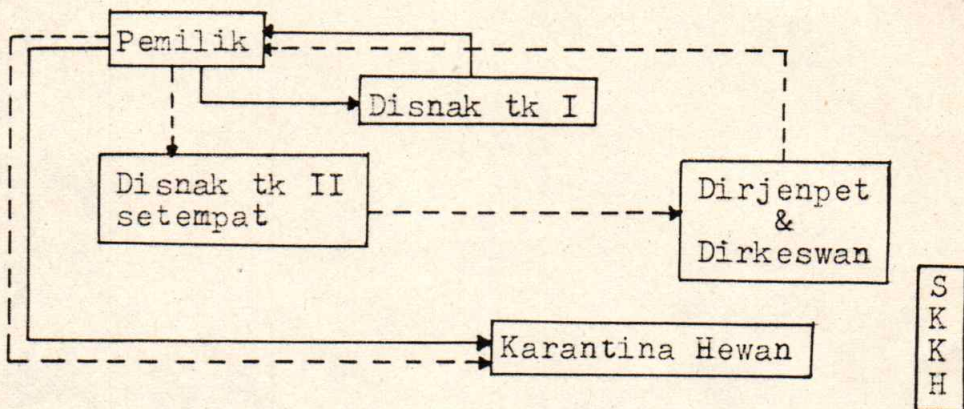 Pemilik
Disnak tk I
Disnak tk II
setempat
Dirjenpet
&
Dirkeswan
Karantina Hewan
S
K
K
H